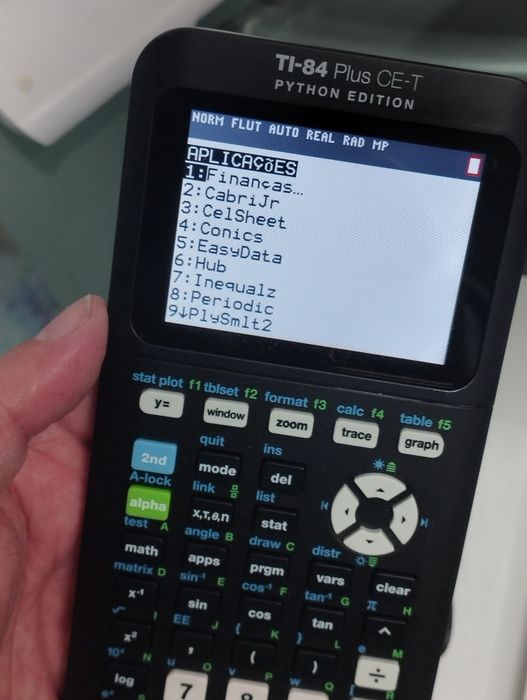 TI-84 Plus CE-T
PYTHON EDITION
NORM FLUT AUTO REAL RAD MP
APLICAÇõES
1:Finanças…
2:CabriJr
3:CelSheet
4:Conics
5:EasyData
6:Hub
7:Inequalz
8:Periodic
9↓PlySmlt2
stat plot f1 tblset f2 format f3 calc f4 table f5
y= window zoom trace graph
quit ins
2nd mode del
A-lock link list
alpha X,T,θ,n stat
test A angle B draw C distr
math apps prgm vars clear
matrix D sin⁻¹ E cos⁻¹ F tan⁻¹ G π H
x⁻¹ sin cos tan ^
√ I EE J { K } L e M
x² , ( ) ÷
10ˣ N u O v P w Q [ R
log 7 8
eˣ S